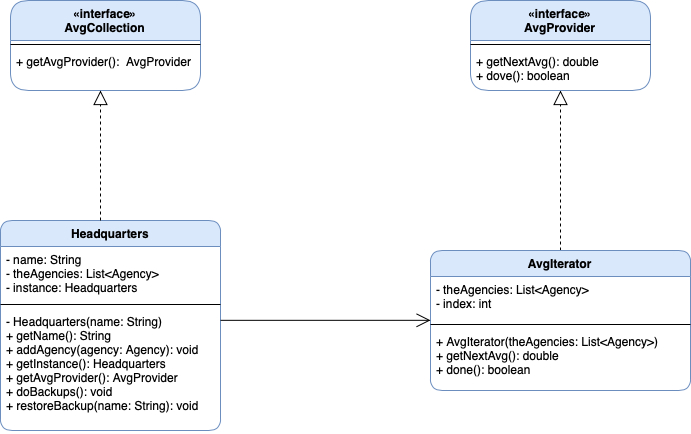 «interface»
AvgCollection
+ getAvgProvider():  AvgProvider
«interface»
AvgProvider
+ getNextAvg(): double
+ dove(): boolean
Headquarters
- name: String
- theAgencies: List<Agency>
- instance: Headquarters
- Headquarters(name: String)
+ getName(): String
+ addAgency(agency: Agency): void
+ getInstance(): Headquarters
+ getAvgProvider(): AvgProvider
+ doBackups(): void
+ restoreBackup(name: String): void
AvgIterator
- theAgencies: List<Agency>
- index: int
+ AvgIterator(theAgencies: List<Agency>)
+ getNextAvg(): double
+ done(): boolean